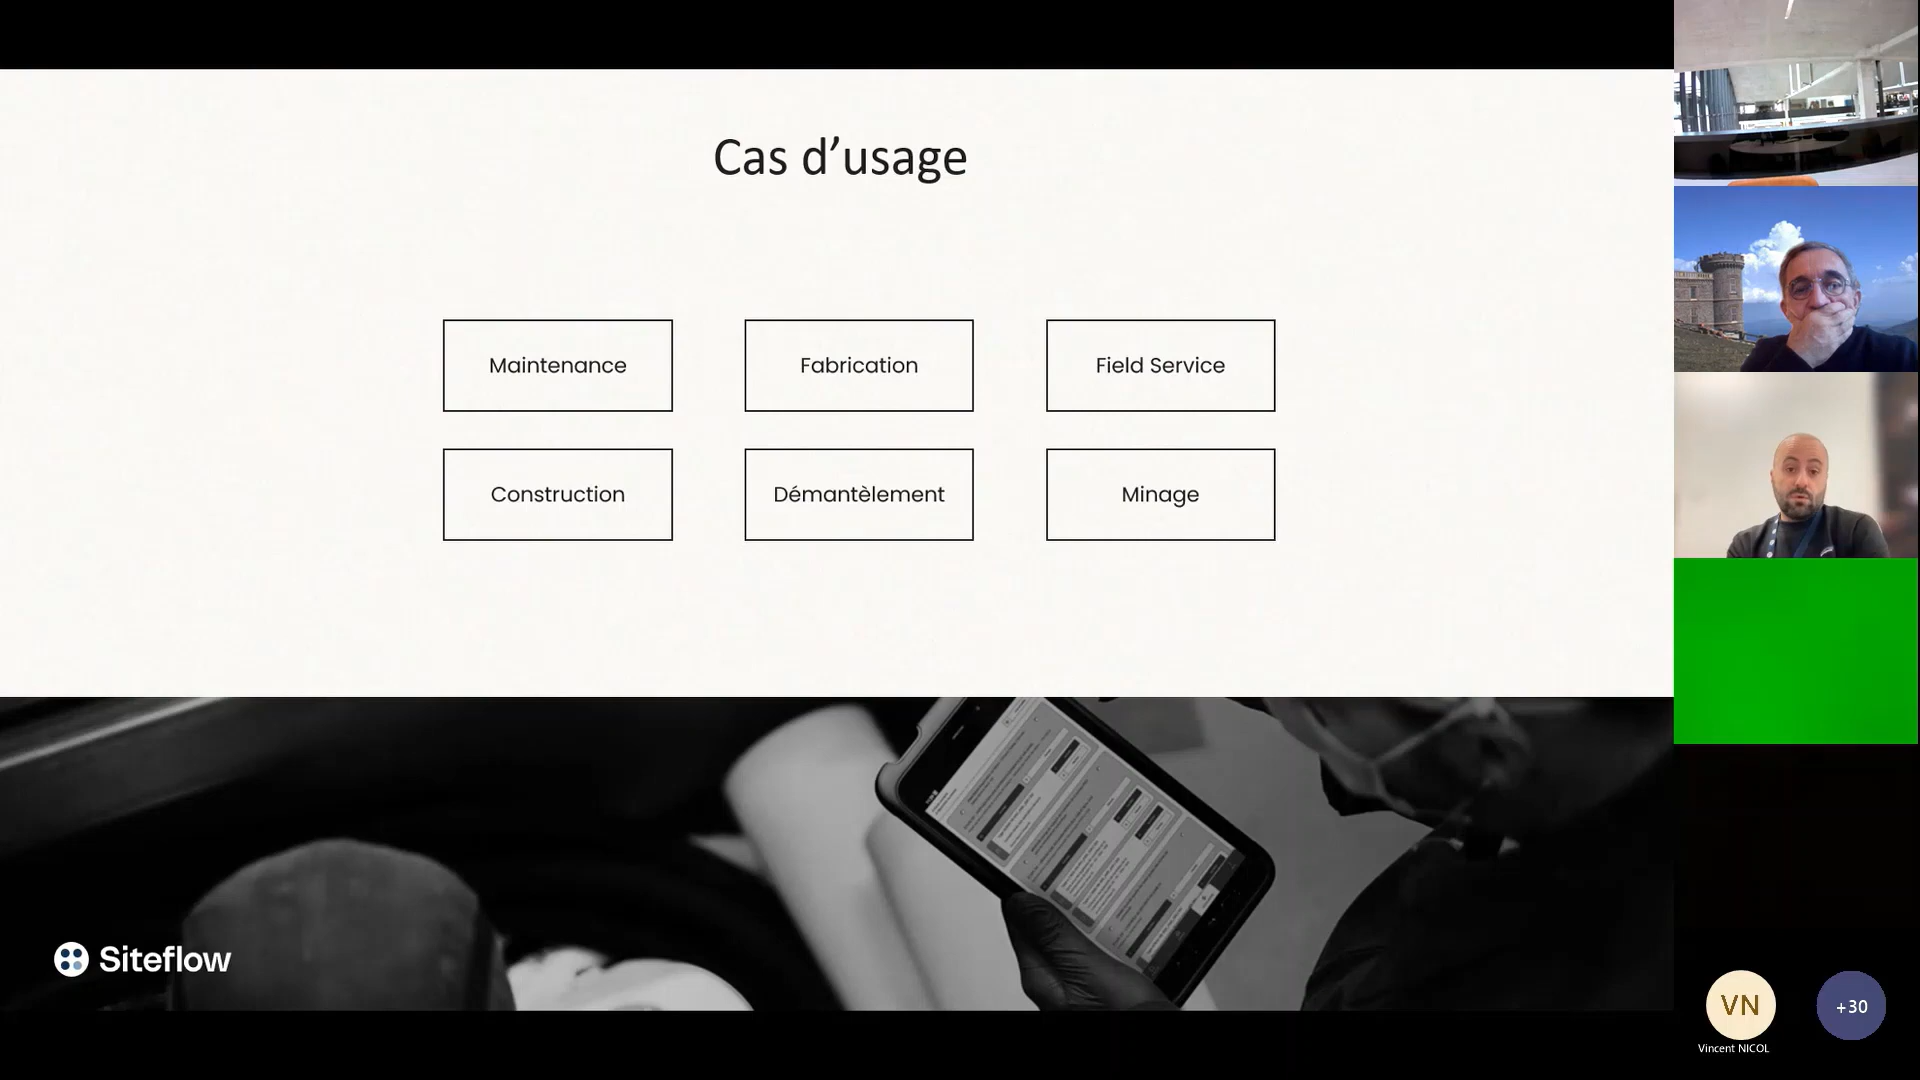 Cas d’usage
Maintenance
Fabrication
Field Service
Construction
Démantèlement
Minage
Siteflow
VN
+30
Vincent NICOL